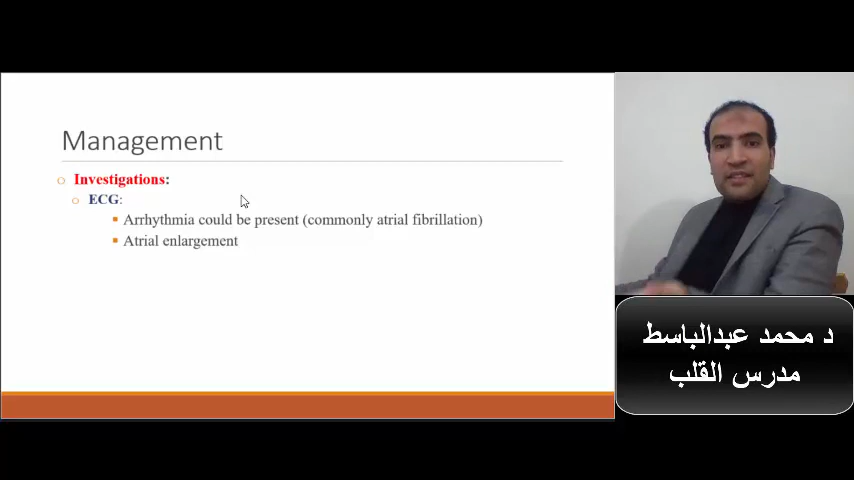 Management
Investigations:
ECG:
Arrhythmia could be present (commonly atrial fibrillation)
Atrial enlargement
د محمد عبدالباسط
مدرس القلب